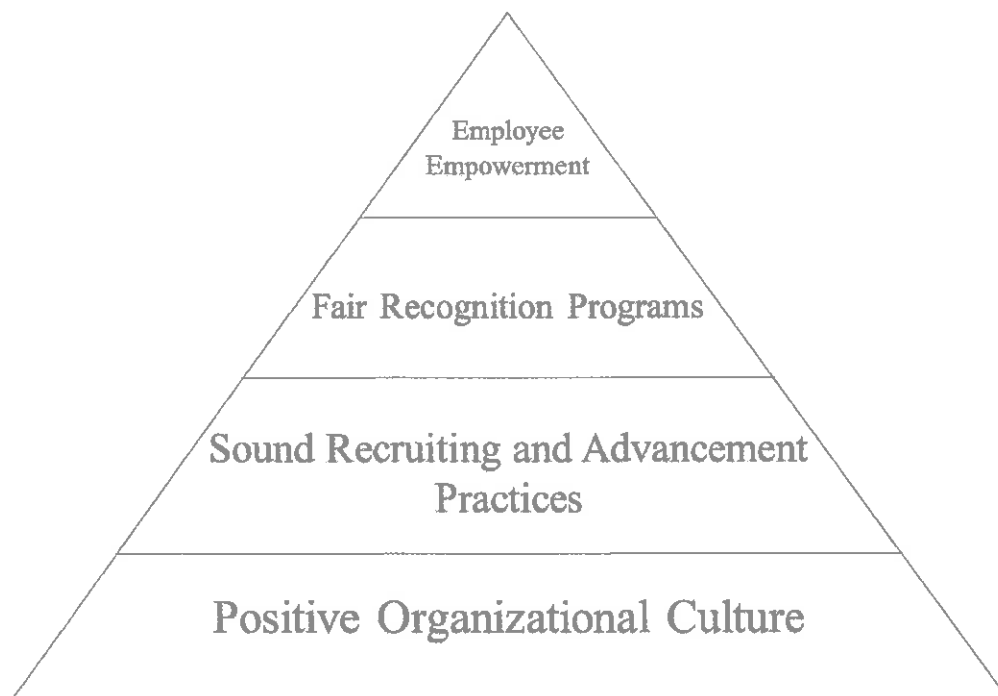 Employee
Empowerment
Fair Recognition Programs
Sound Recruiting and Advancement
Practices
Positive Organizational Culture